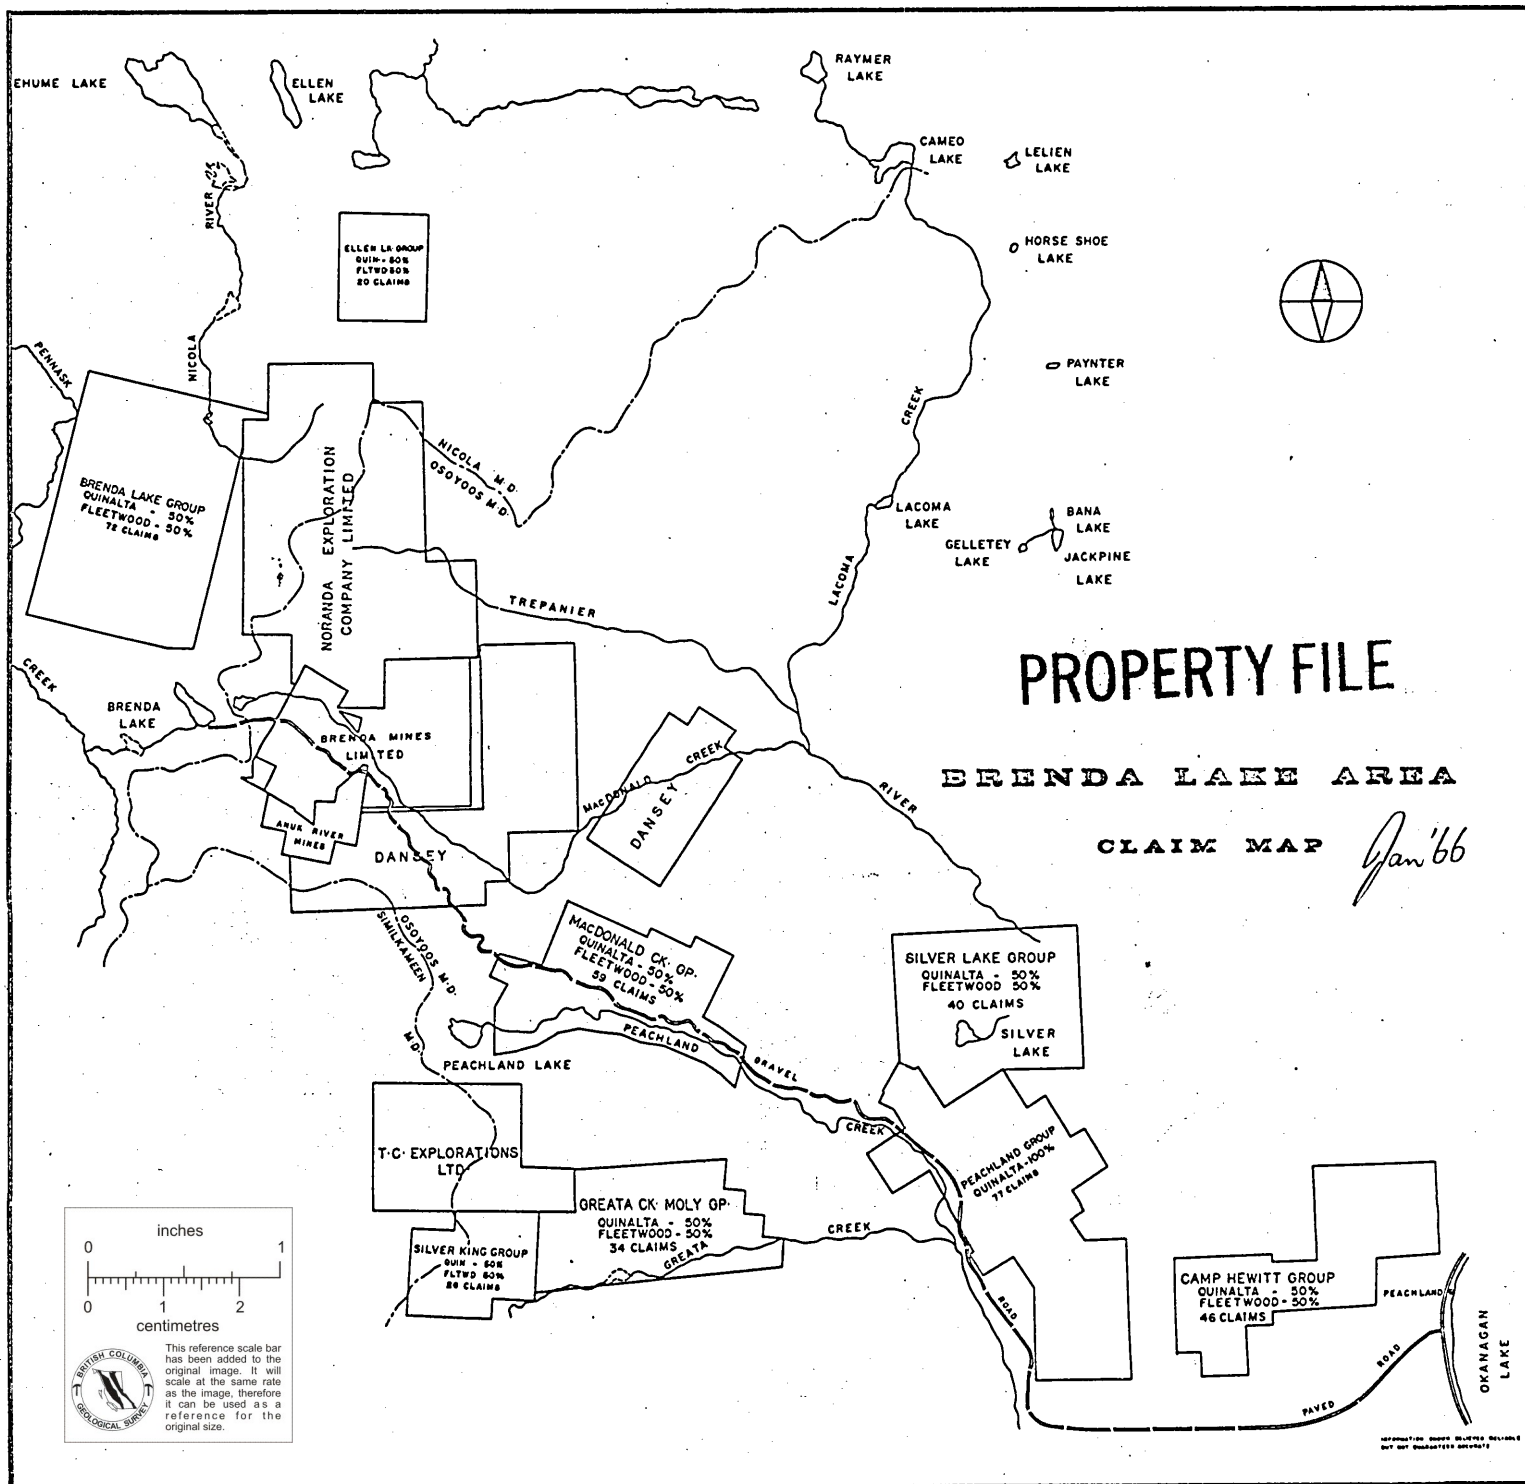 EHUME LAKE
ELLEN
LAKE
RAYMER
LAKE
CAMEO
LAKE
LELIEN
LAKE
RIVER
ELLEN LK GROUP
QUIN - 50%
FLTWD 50%
20 CLAIMS
HORSE SHOE
LAKE
NICOLA
PENNASK
PAYNTER
LAKE
CREEK
NICOLA M.D.
OSOYOOS M.D.
BRENDA LAKE GROUP
QUINALTA - 50%
FLEETWOOD - 50%
72 CLAIMS
NORANDA EXPLORATION
COMPANY LIMITED
LACOMA
LAKE
BANA
LAKE
GELLETEY
LAKE
JACKPINE
LAKE
LACOMA
TREPANIER
PROPERTY FILE
CREEK
BRENDA
LAKE
BRENDA MINES
LIMITED
MACDONALD CREEK
DANSEY
RIVER
BRENDA LAKE AREA
CLAIM MAP Jan '66
ANUK RIVER
MINES
DANSEY
OSOYOOS M.D.
SIMILKAMEEN
M.D.
MACDONALD CK. GP.
QUINALTA - 50%
FLEETWOOD - 50%
59 CLAIMS
SILVER LAKE GROUP
QUINALTA - 50%
FLEETWOOD 50%
40 CLAIMS
SILVER
LAKE
PEACHLAND
PEACHLAND LAKE
GRAVEL
CREEK
T.C. EXPLORATIONS
LTD.
PEACHLAND GROUP
QUINALTA-100%
77 CLAIMS
GREATA CK. MOLY GP.
QUINALTA - 50%
FLEETWOOD - 50%
34 CLAIMS
GREATA
CREEK
SILVER KING GROUP
QUIN - 50%
FLTWD 50%
26 CLAIMS
ROAD
CAMP HEWITT GROUP
QUINALTA - 50%
FLEETWOOD - 50%
46 CLAIMS
PEACHLAND
OKANAGAN
LAKE
PAVED ROAD
INFORMATION SHOWN BELIEVED RELIABLE
BUT NOT GUARANTEED ACCURATE
inches
0 1
0 1 2
centimetres
BRITISH COLUMBIA
GEOLOGICAL SURVEY
This reference scale bar
has been added to the
original image. It will
scale at the same rate
as the image, therefore
it can be used as a
reference for the
original size.